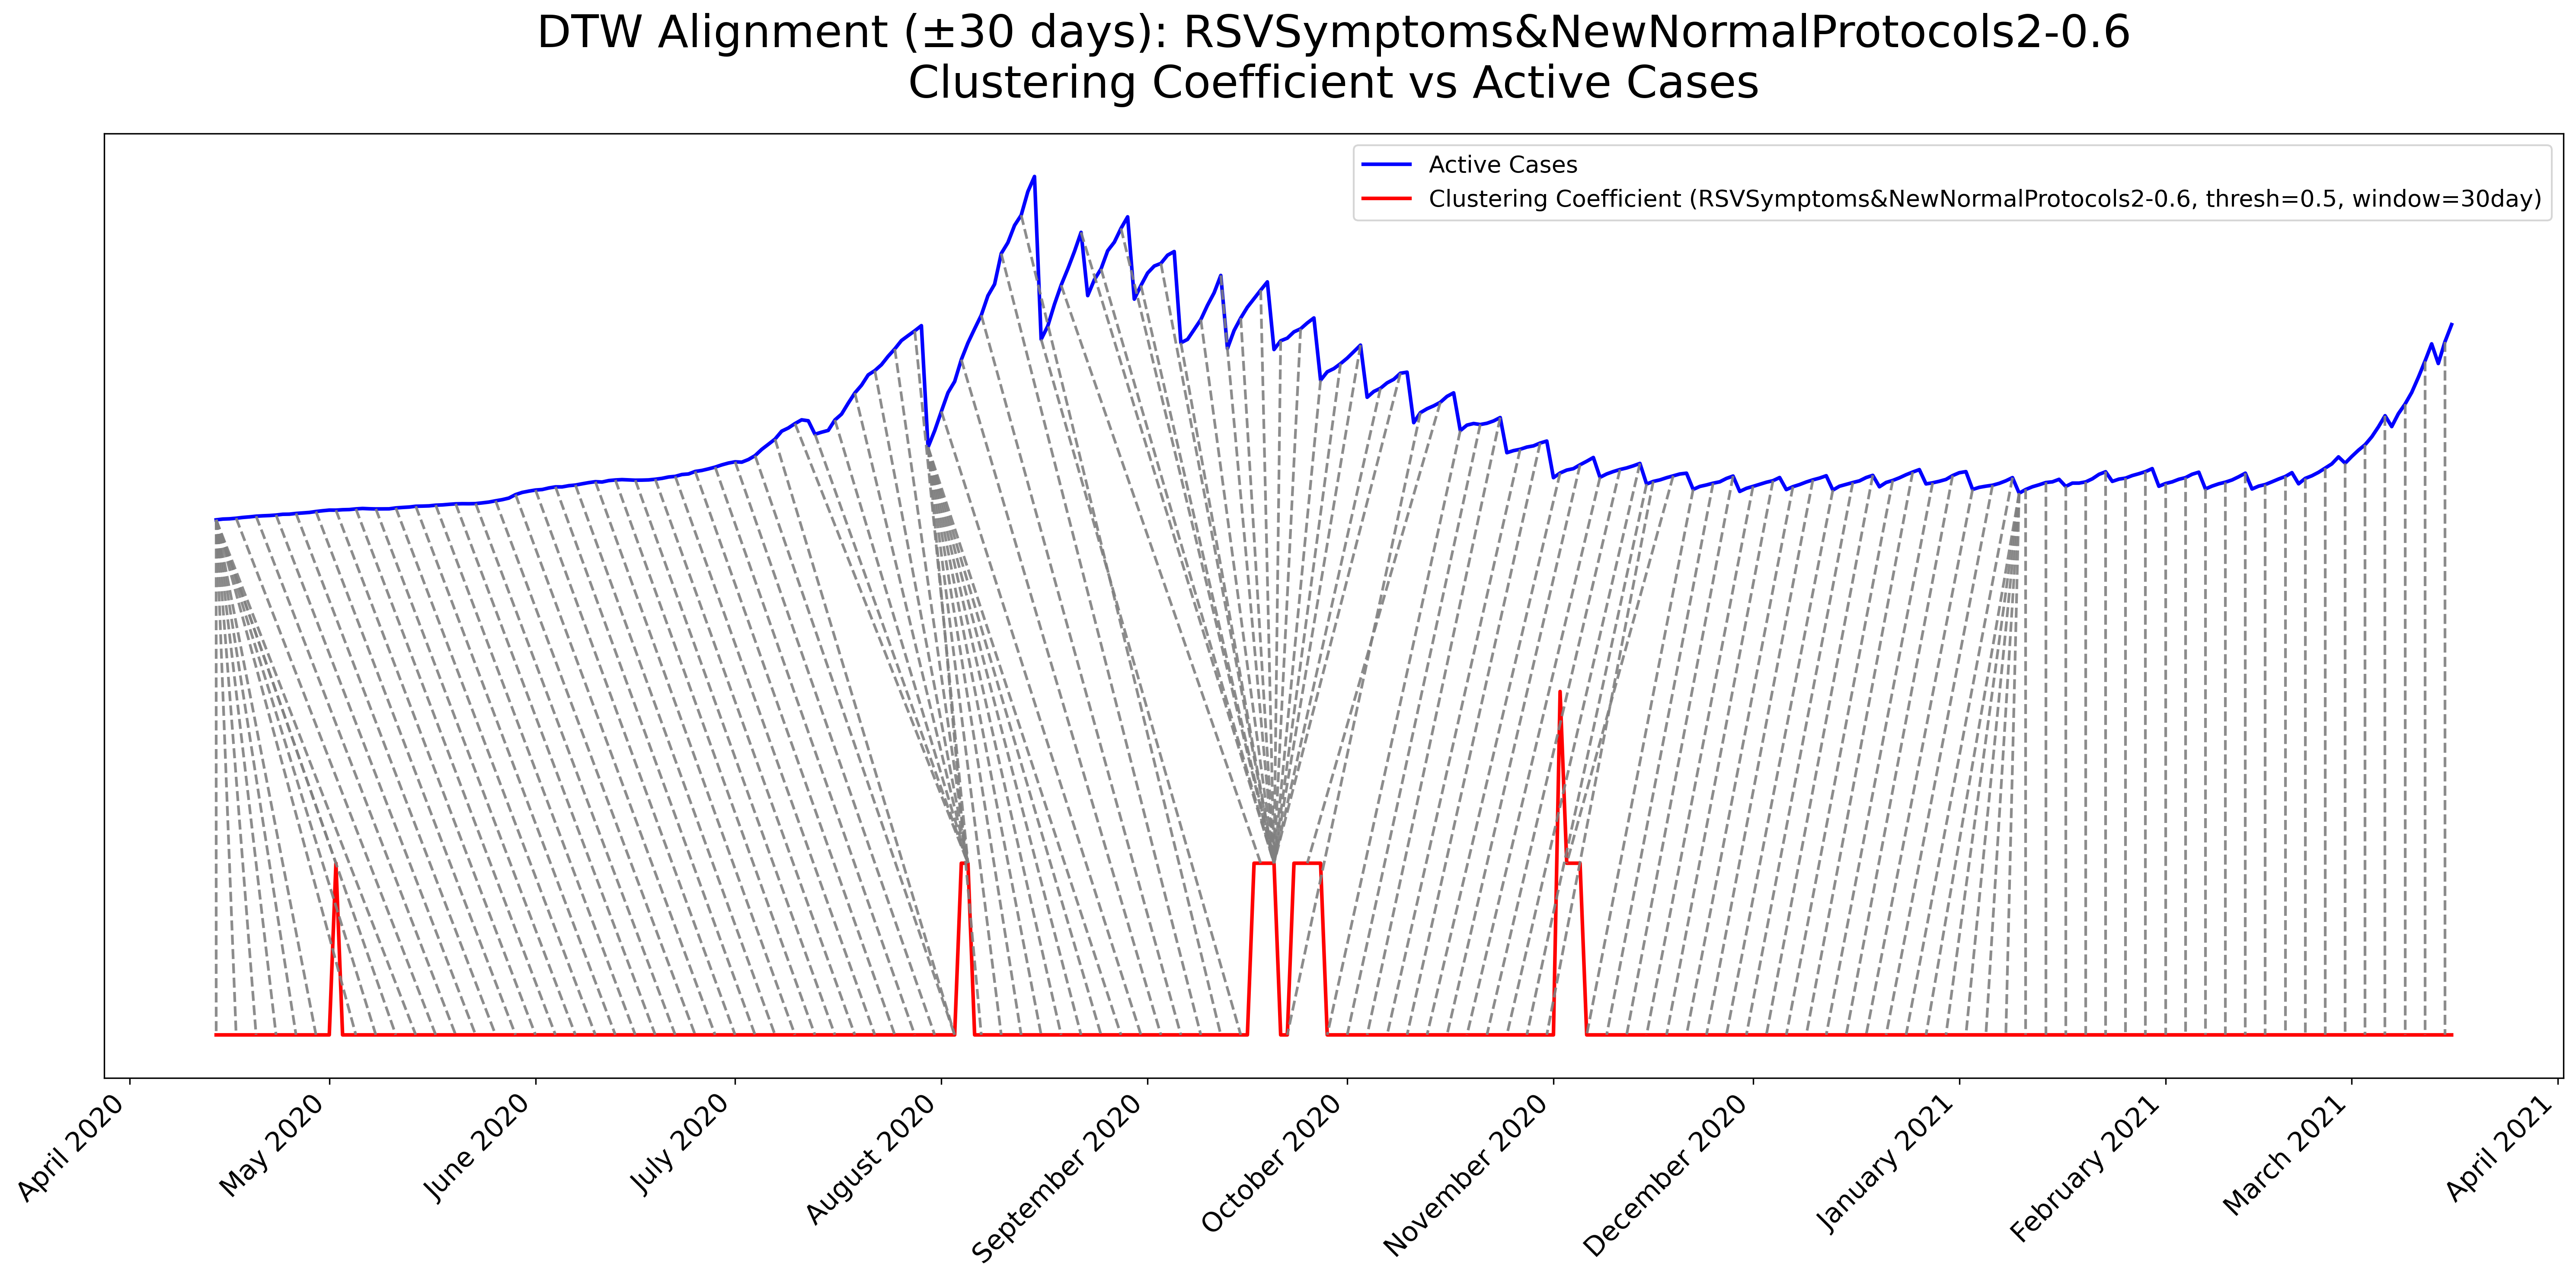 DTW Alignment (±30 days): RSVSymptoms&NewNormalProtocols2-0.6
Clustering Coefficient vs Active Cases
Active Cases
Clustering Coefficient (RSVSymptoms&NewNormalProtocols2-0.6, thresh=0.5, window=30day)
April 2020
May 2020
June 2020
July 2020
August 2020
September 2020
October 2020
November 2020
December 2020
January 2021
February 2021
March 2021
April 2021